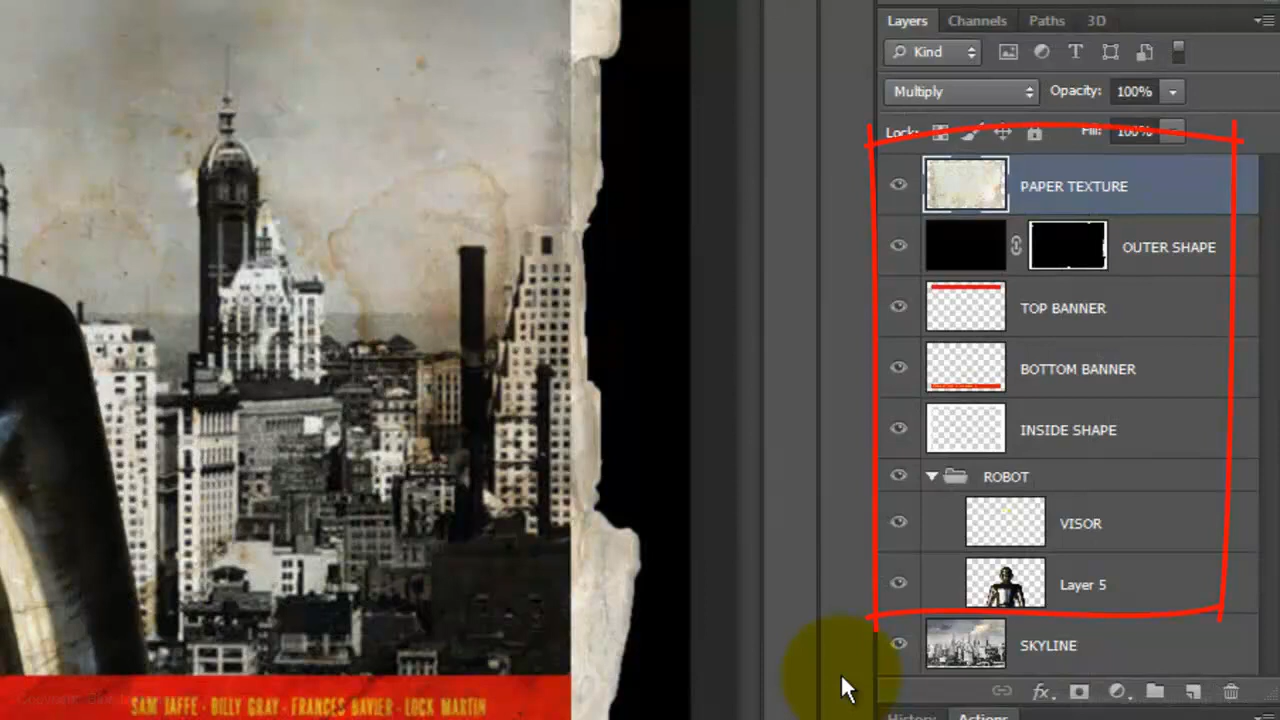 Layers Channels Paths 3D
Kind
Multiply Opacity: 100%
Lock: Fill: 100%
PAPER TEXTURE
OUTER SHAPE
TOP BANNER
BOTTOM BANNER
INSIDE SHAPE
ROBOT
VISOR
Layer 5
SKYLINE
fx
SAM JAFFE · BILLY GRAY · FRANCES BAVIER · LOCK MARTIN
History Actions